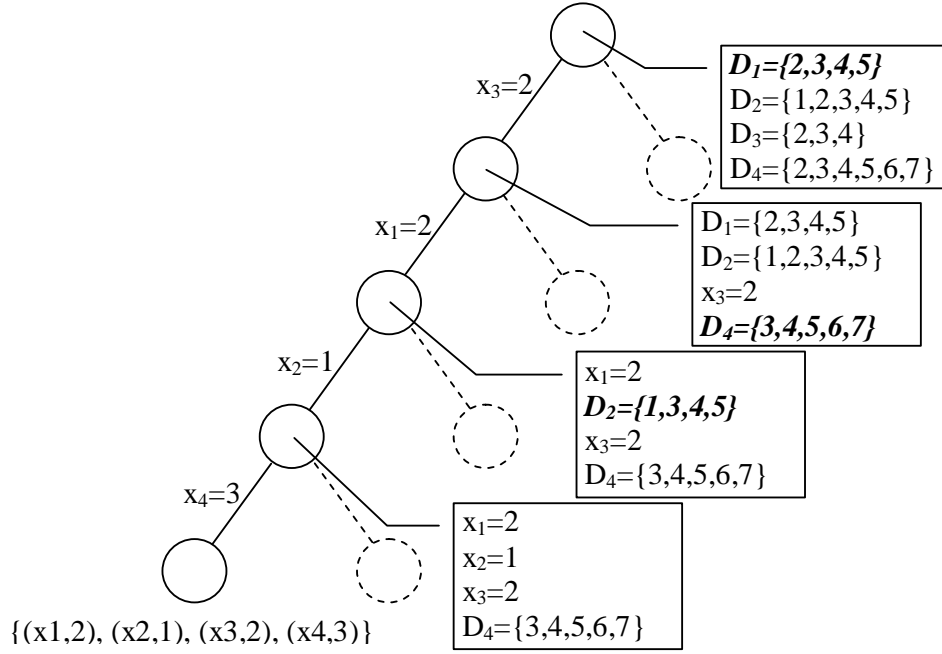 D₁={2,3,4,5}
D₂={1,2,3,4,5}
D₃={2,3,4}
D₄={2,3,4,5,6,7}
x₃=2
D₁={2,3,4,5}
D₂={1,2,3,4,5}
x₃=2
D₄={3,4,5,6,7}
x₁=2
x₁=2
D₂={1,3,4,5}
x₃=2
D₄={3,4,5,6,7}
x₂=1
x₁=2
x₂=1
x₃=2
D₄={3,4,5,6,7}
x₄=3
{(x1,2), (x2,1), (x3,2), (x4,3)}